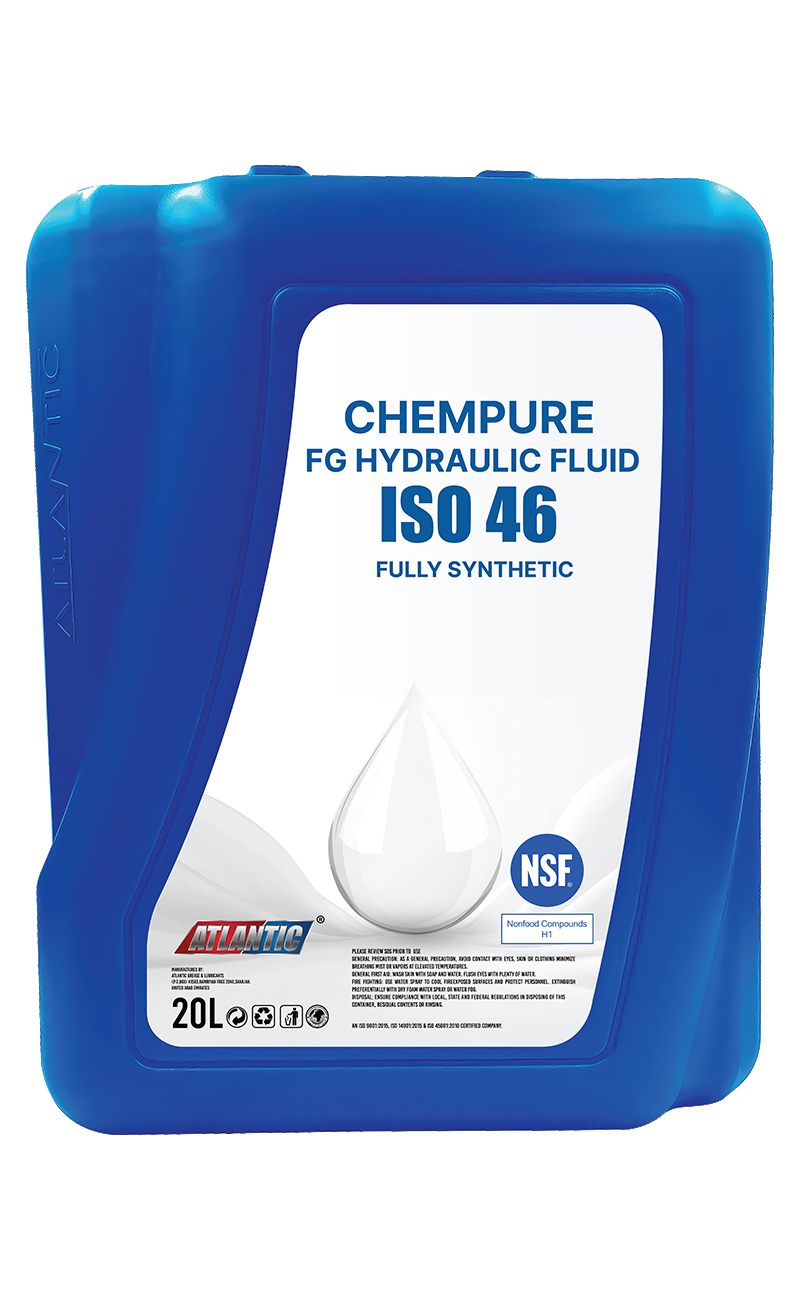 ATLANTIC
CHEMPURE
FG HYDRAULIC FLUID
ISO 46
FULLY SYNTHETIC
NSF®
Nonfood Compounds
H1
ATLANTIC®
MANUFACTURED BY:
ATLANTIC GREASE & LUBRICANTS
P.O.BOX: 41503,HAMRIYAH FREE ZONE,SHARJAH.
UNITED ARAB EMIRATES
20L
PLEASE REVIEW SDS PRIOR TO USE
GENERAL PRECAUTION: AS A GENERAL PRECAUTION, AVOID CONTACT WITH EYES, SKIN OR CLOTHING MINIMIZE
BREATHING MIST OR VAPORS AT ELEVATED TEMPERATURES.
GENERAL FIRST AID: WASH SKIN WITH SOAP AND WATER. FLUSH EYES WITH PLENTY OF WATER.
FIRE FIGHTING: USE WATER SPRAY TO COOL FIREEXPOSED SURFACES AND PROTECT PERSONNEL. EXTINGUISH
PREFERENTIALLY WITH DRY FOAM WATER SPRAY OR WATER FOG.
DISPOSAL: ENSURE COMPLIANCE WITH LOCAL, STATE AND FEDERAL REGULATIONS IN DISPOSING OF THIS
CONTAINER, RESIDUAL CONTENTS OR RINSING.
AN ISO 9001:2015, ISO 14001:2015 & ISO 45001:2018 CERTIFIED COMPANY.